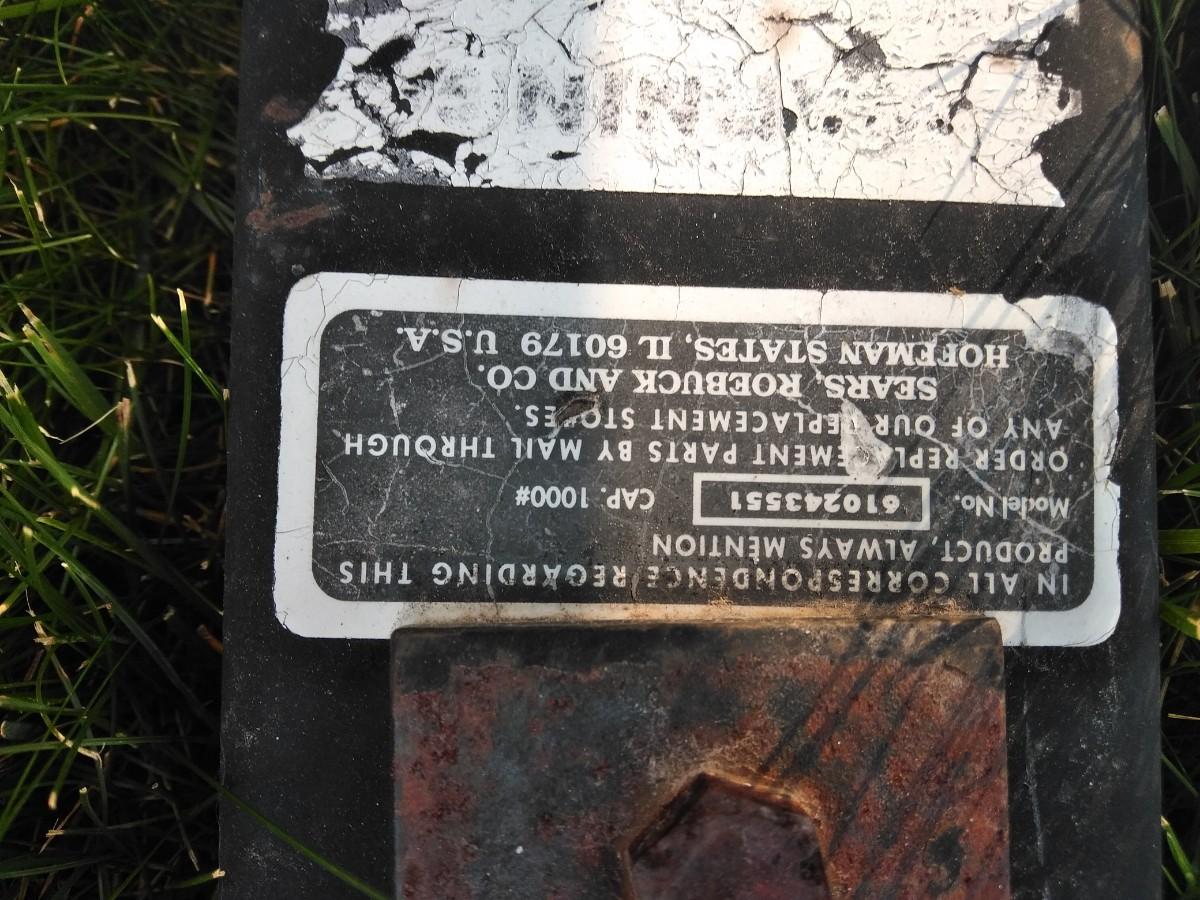 IN ALL CORRESPONDENCE REGARDING THIS
PRODUCT, ALWAYS MENTION
Model No. 610243551 CAP. 1000#
ORDER REPLACEMENT PARTS BY MAIL THROUGH
ANY OF OUR REPLACEMENT STORES.
SEARS, ROEBUCK AND CO.
HOFFMAN STATES, IL 60179 U.S.A.